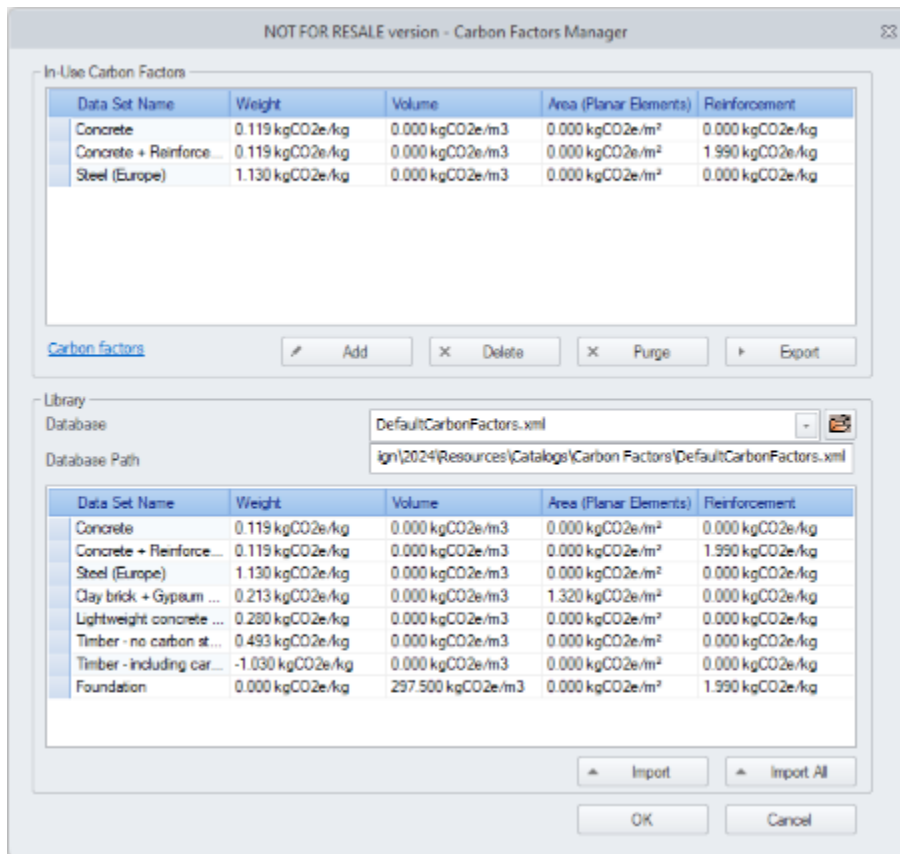 NOT FOR RESALE version - Carbon Factors Manager
In-Use Carbon Factors
Data Set Name Weight Volume Area (Planar Elements) Reinforcement
Concrete 0.119 kgCO2e/kg 0.000 kgCO2e/m3 0.000 kgCO2e/m² 0.000 kgCO2e/kg
Concrete + Reinforce... 0.119 kgCO2e/kg 0.000 kgCO2e/m3 0.000 kgCO2e/m² 1.990 kgCO2e/kg
Steel (Europe) 1.130 kgCO2e/kg 0.000 kgCO2e/m3 0.000 kgCO2e/m² 0.000 kgCO2e/kg
Carbon factors Add Delete Purge Export
Library
Database DefaultCarbonFactors.xml
Database Path ign\2024\Resources\Catalogs\Carbon Factors\DefaultCarbonFactors.xml
Data Set Name Weight Volume Area (Planar Elements) Reinforcement
Concrete 0.119 kgCO2e/kg 0.000 kgCO2e/m3 0.000 kgCO2e/m² 0.000 kgCO2e/kg
Concrete + Reinforce... 0.119 kgCO2e/kg 0.000 kgCO2e/m3 0.000 kgCO2e/m² 1.990 kgCO2e/kg
Steel (Europe) 1.130 kgCO2e/kg 0.000 kgCO2e/m3 0.000 kgCO2e/m² 0.000 kgCO2e/kg
Clay brick + Gypsum ... 0.213 kgCO2e/kg 0.000 kgCO2e/m3 1.320 kgCO2e/m² 0.000 kgCO2e/kg
Lightweight concrete ... 0.280 kgCO2e/kg 0.000 kgCO2e/m3 0.000 kgCO2e/m² 0.000 kgCO2e/kg
Timber - no carbon st... 0.493 kgCO2e/kg 0.000 kgCO2e/m3 0.000 kgCO2e/m² 0.000 kgCO2e/kg
Timber - including car... -1.030 kgCO2e/kg 0.000 kgCO2e/m3 0.000 kgCO2e/m² 0.000 kgCO2e/kg
Foundation 0.000 kgCO2e/kg 297.500 kgCO2e/m3 0.000 kgCO2e/m² 1.990 kgCO2e/kg
Import Import All
OK Cancel